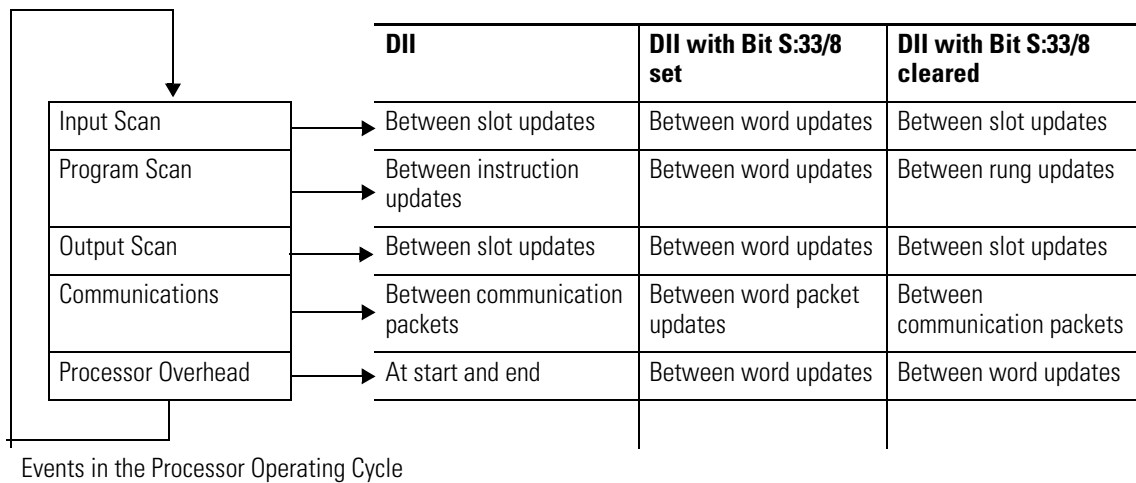 DII
DII with Bit S:33/8
set
DII with Bit S:33/8
cleared
Input Scan
Between slot updates
Between word updates
Between slot updates
Program Scan
Between instruction
updates
Between word updates
Between rung updates
Output Scan
Between slot updates
Between word updates
Between slot updates
Communications
Between communication
packets
Between word packet
updates
Between
communication packets
Processor Overhead
At start and end
Between word updates
Between word updates
Events in the Processor Operating Cycle